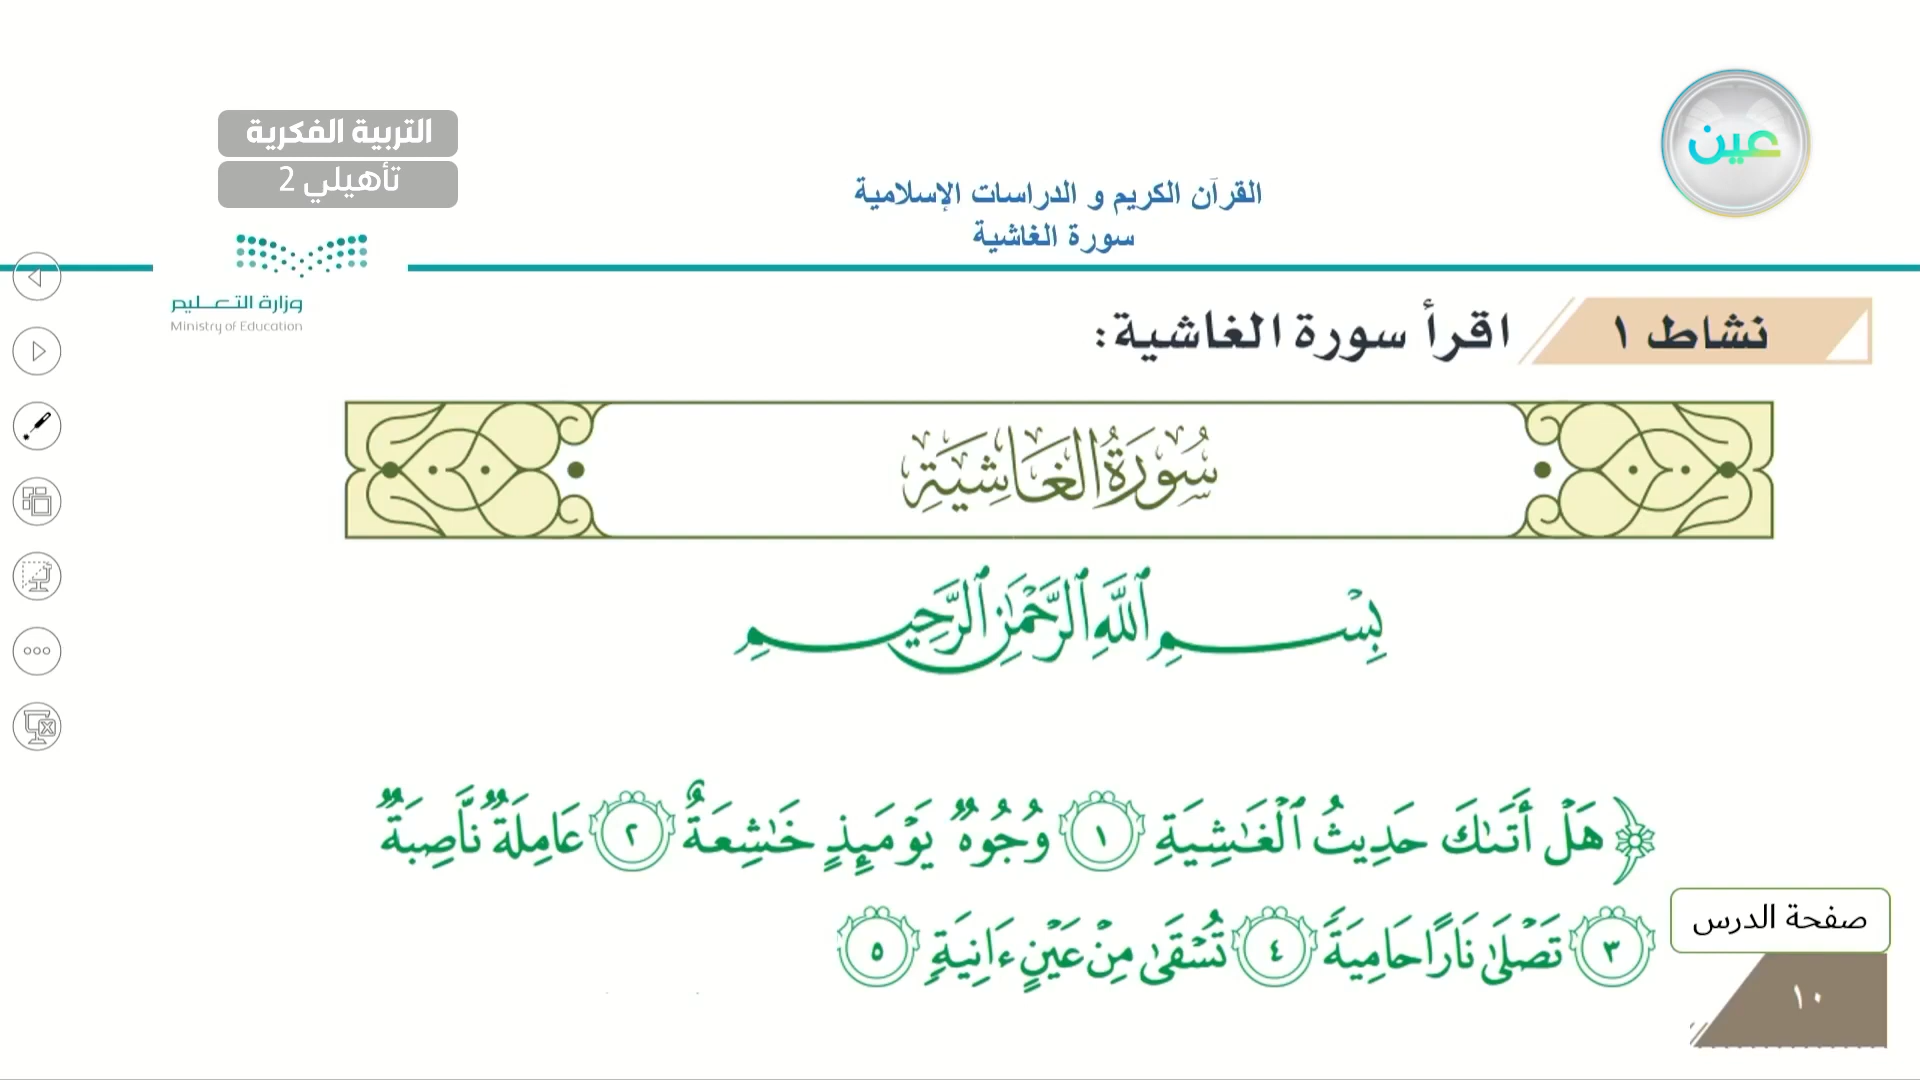 التربية الفكرية
تأهيلي 2
عين
القرآن الكريم و الدراسات الإسلامية
سورة الغاشية
وزارة التعـليم
Ministry of Education
نشاط ١ اقرأ سورة الغاشية:
سُورَةُ الغَاشِيَةِ
بِسْمِ ٱللَّهِ ٱلرَّحْمَٰنِ ٱلرَّحِيمِ
﴿هَلْ أَتَىٰكَ حَدِيثُ ٱلْغَٰشِيَةِ ١ وُجُوهٌ يَوْمَئِذٍ خَٰشِعَةٌ ٢ عَامِلَةٌ نَّاصِبَةٌ
٣ تَصْلَىٰ نَارًا حَامِيَةً ٤ تُسْقَىٰ مِنْ عَيْنٍ ءَانِيَةٍ ٥
صفحة الدرس
١٠